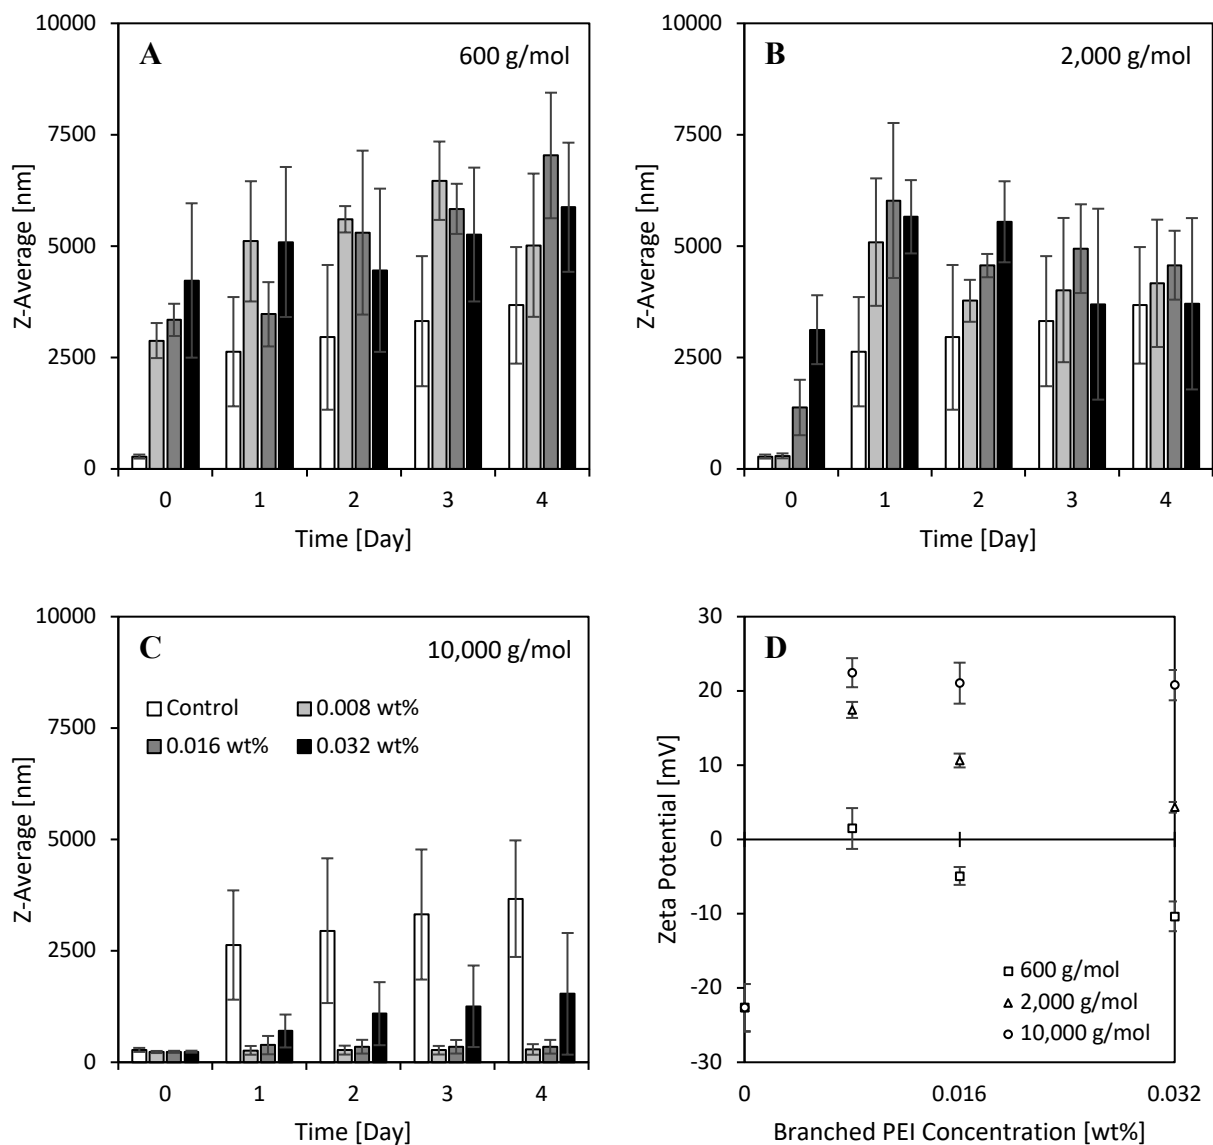 A
600 g/mol
10000
7500
5000
2500
0
Z-Average [nm]
0 1 2 3 4
Time [Day]
B
2,000 g/mol
10000
7500
5000
2500
0
Z-Average [nm]
0 1 2 3 4
Time [Day]
C
10,000 g/mol
10000
7500
5000
2500
0
Z-Average [nm]
Control 0.008 wt%
0.016 wt% 0.032 wt%
0 1 2 3 4
Time [Day]
D
30
20
10
0
-10
-20
-30
Zeta Potential [mV]
600 g/mol
2,000 g/mol
10,000 g/mol
0 0.016 0.032
Branched PEI Concentration [wt%]